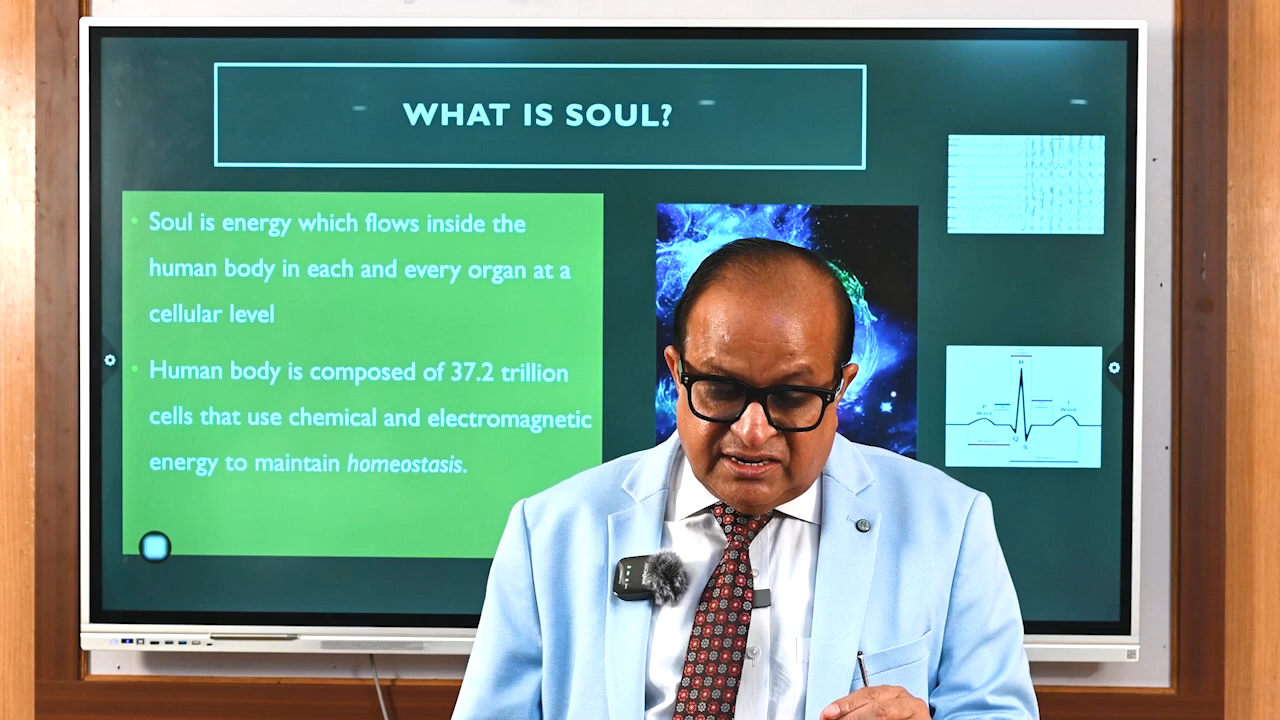 WHAT IS SOUL?
Soul is energy which flows inside the
human body in each and every organ at a
cellular level
Human body is composed of 37.2 trillion
cells that use chemical and electromagnetic
energy to maintain homeostasis.
R
P
Wave
T
Wave
Q
S